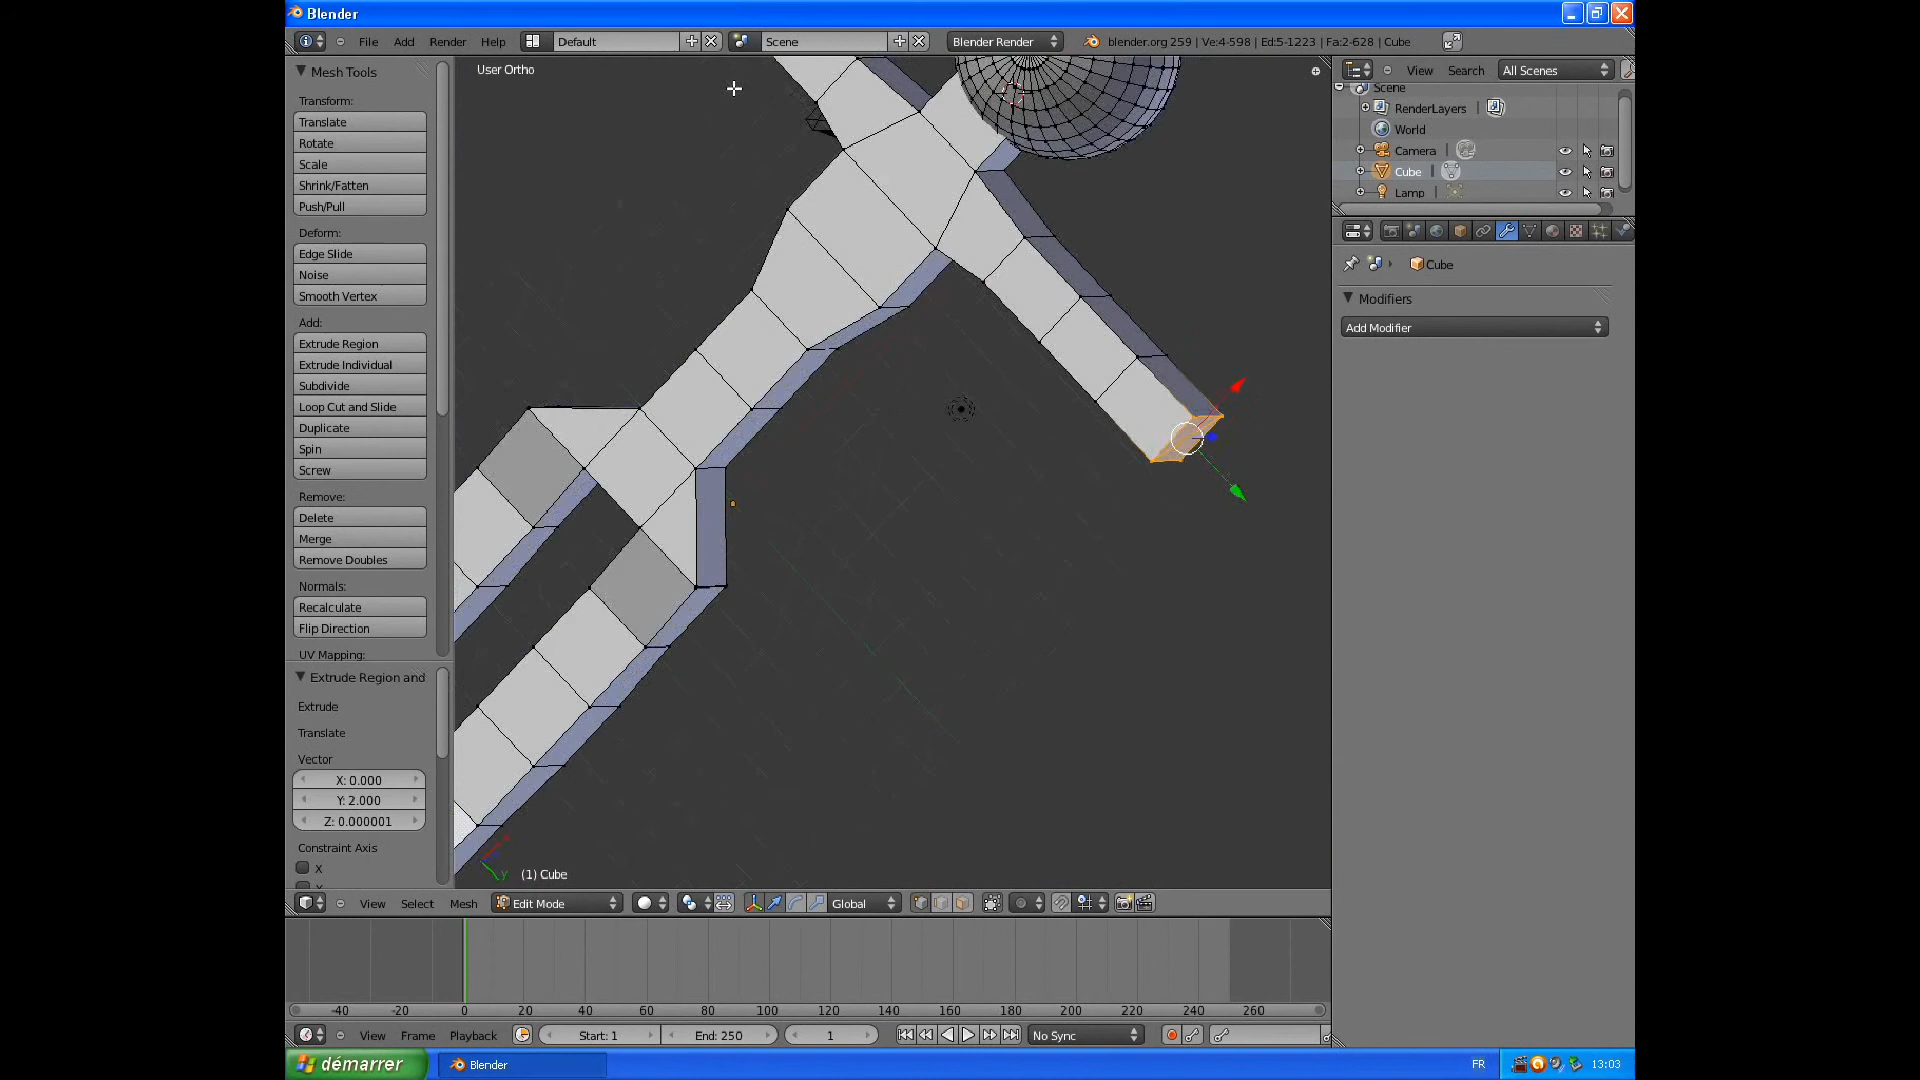 Blender
File Add Render Help Default Scene Blender Render blender.org 259 | Ve:4-598 | Ed:5-1223 | Fa:2-628 | Cube
Mesh Tools
Transform:
Translate
Rotate
Scale
Shrink/Fatten
Push/Pull
Deform:
Edge Slide
Noise
Smooth Vertex
Add:
Extrude Region
Extrude Individual
Subdivide
Loop Cut and Slide
Duplicate
Spin
Screw
Remove:
Delete
Merge
Remove Doubles
Normals:
Recalculate
Flip Direction
UV Mapping:
Extrude Region and
Extrude
Translate
Vector
X: 0.000
Y: 2.000
Z: 0.000001
Constraint Axis
X
User Ortho
y
(1) Cube
View Select Mesh Edit Mode Global
View Search All Scenes
Scene
RenderLayers
World
Camera
Cube
Lamp
Cube
Modifiers
Add Modifier
-40 -20 0 20 40 60 80 100 120 140 160 180 200 220 240 260
View Frame Playback Start: 1 End: 250 1 No Sync
démarrer Blender FR 13:03